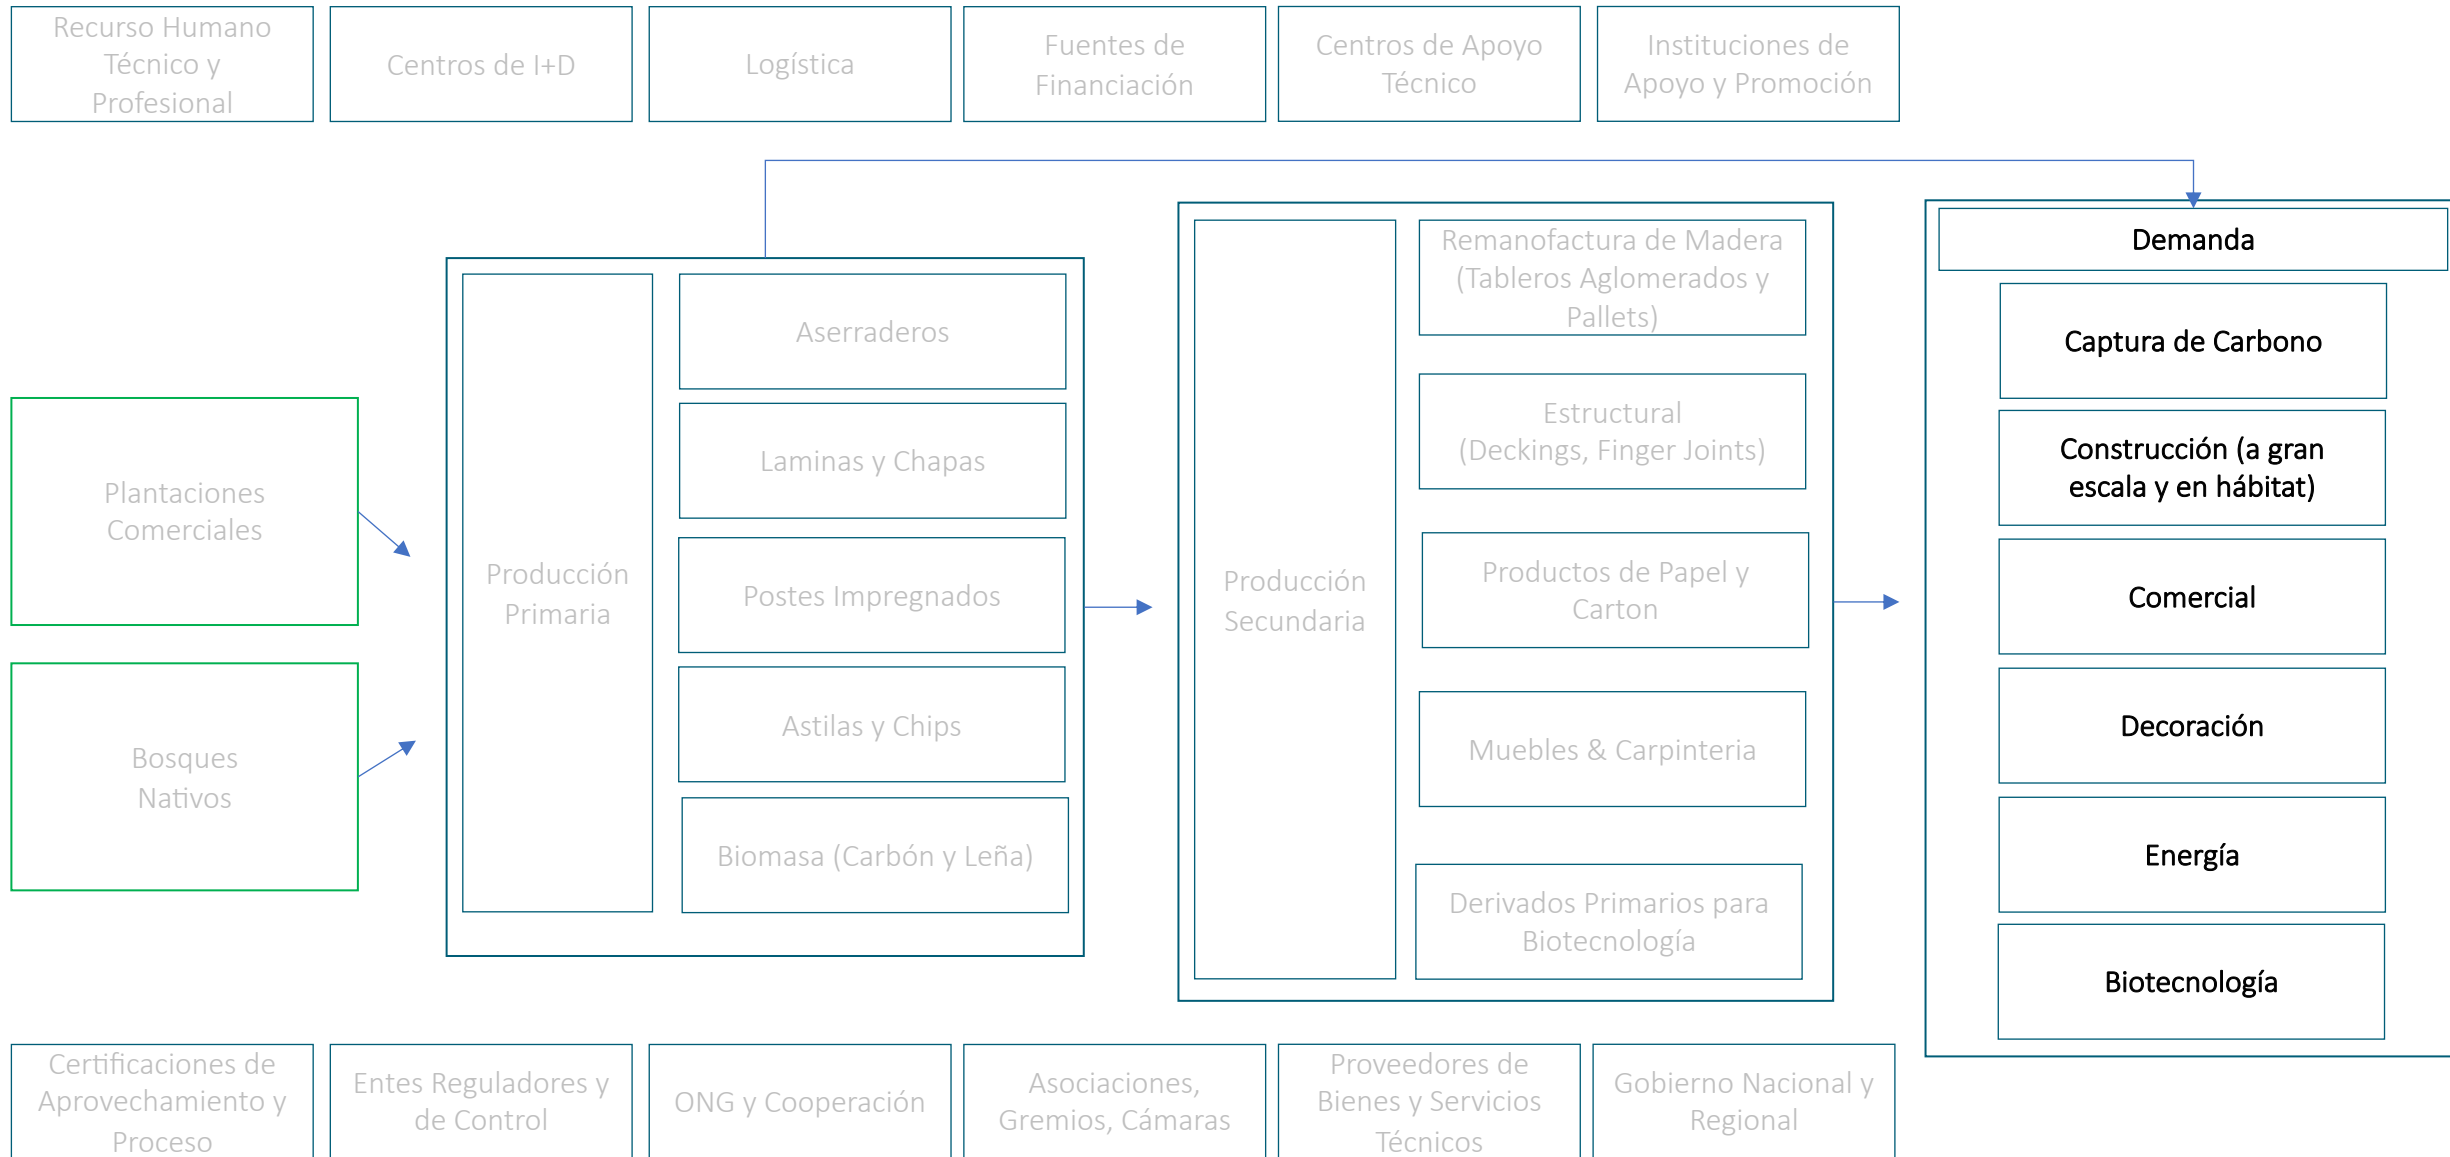 Recurso Humano
Técnico y
Profesional
Centros de I+D
Logística
Fuentes de
Financiación
Centros de Apoyo
Técnico
Instituciones de
Apoyo y Promoción
Plantaciones
Comerciales
Bosques
Nativos
Producción
Primaria
Aserraderos
Laminas y Chapas
Postes Impregnados
Astilas y Chips
Biomasa (Carbón y Leña)
Producción
Secundaria
Remanofactura de Madera
(Tableros Aglomerados y
Pallets)
Estructural
(Deckings, Finger Joints)
Productos de Papel y
Carton
Muebles & Carpinteria
Derivados Primarios para
Biotecnología
Demanda
Captura de Carbono
Construcción (a gran
escala y en hábitat)
Comercial
Decoración
Energía
Biotecnología
Certificaciones de
Aprovechamiento y
Proceso
Entes Reguladores y
de Control
ONG y Cooperación
Asociaciones,
Gremios, Cámaras
Proveedores de
Bienes y Servicios
Técnicos
Gobierno Nacional y
Regional